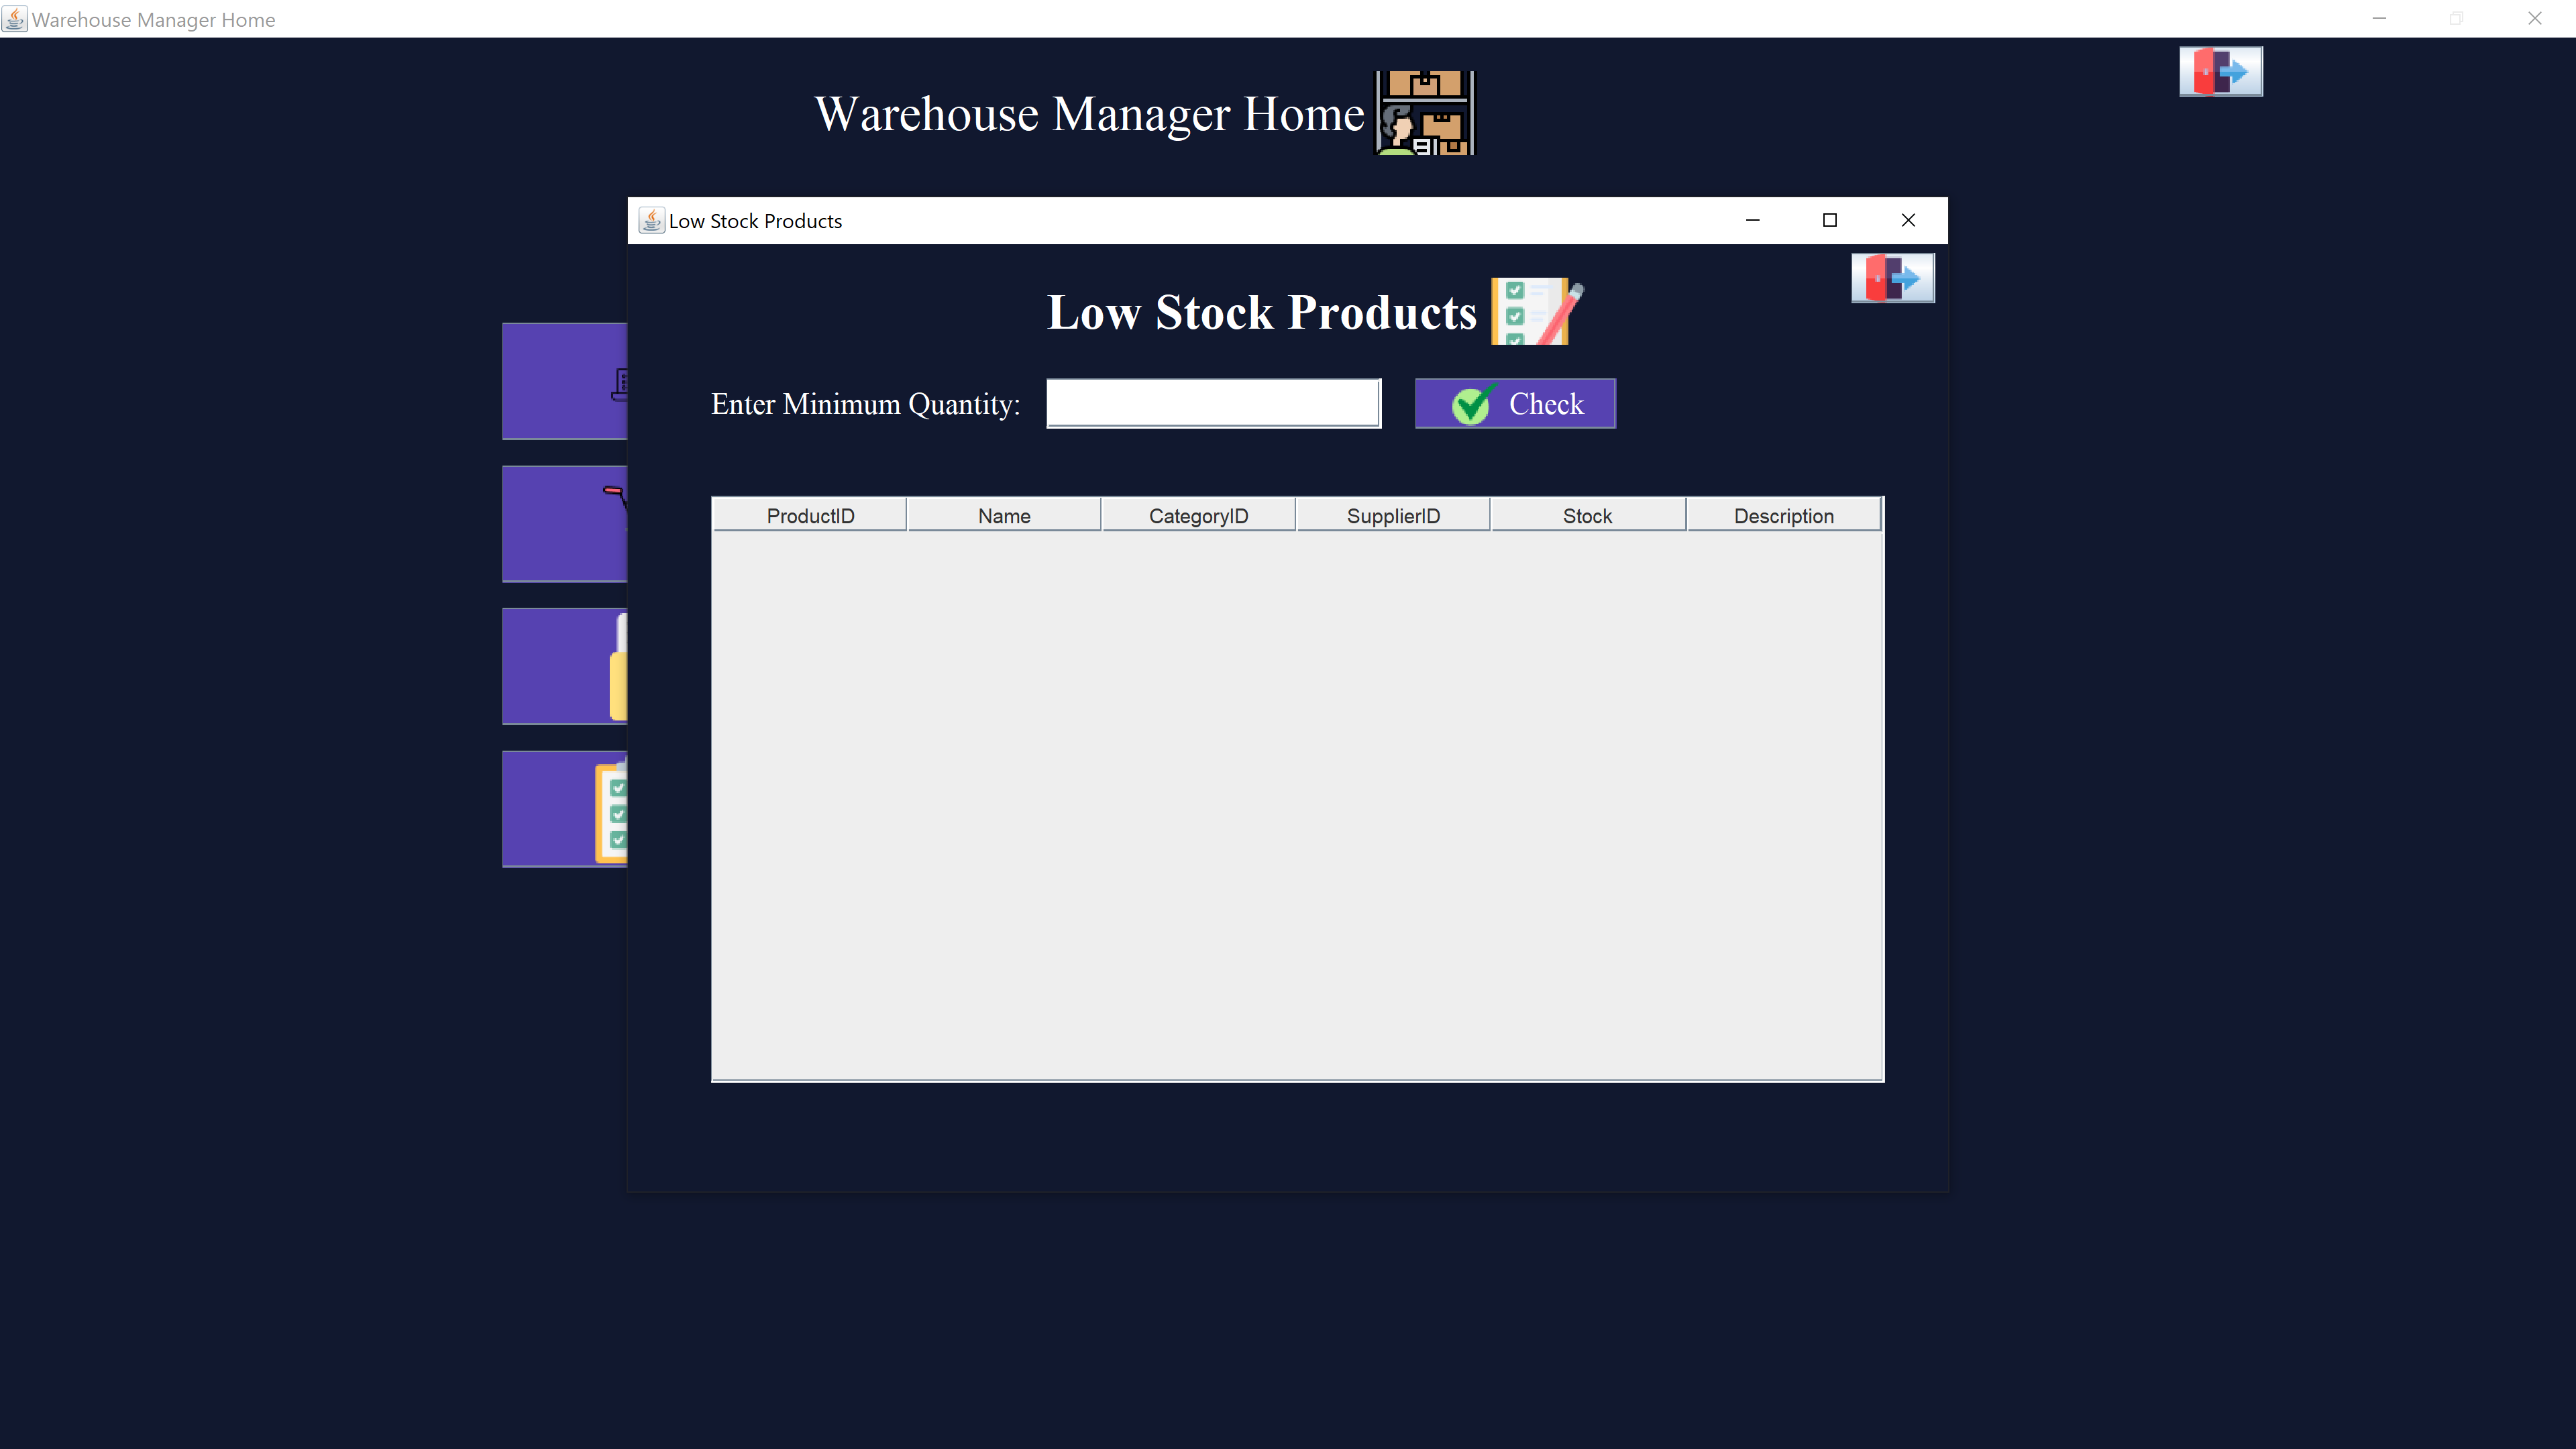 Warehouse Manager Home
Warehouse Manager Home
Low Stock Products
Low Stock Products
Enter Minimum Quantity:
Check
ProductID Name CategoryID SupplierID Stock Description